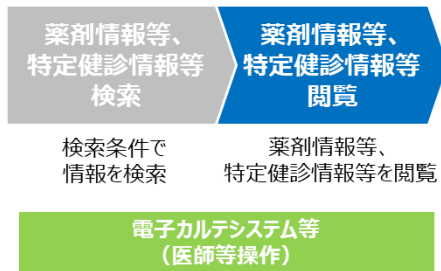 薬剤情報等、
特定健診情報等
検索
薬剤情報等、
特定健診情報等
閲覧
検索条件で
情報を検索
薬剤情報等、
特定健診情報等を閲覧
電子カルテシステム等
（医師等操作）